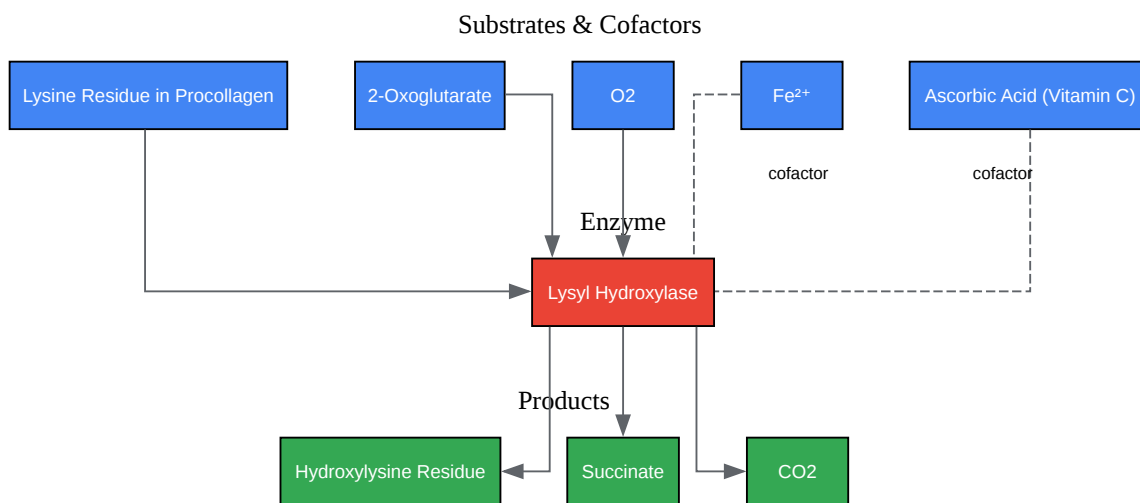 Substrates & Cofactors
Lysine Residue in Procollagen
2-Oxoglutarate
O2
Fe²⁺
Ascorbic Acid (Vitamin C)
cofactor
cofactor
Enzyme
Lysyl Hydroxylase
Products
Hydroxylysine Residue
Succinate
CO2